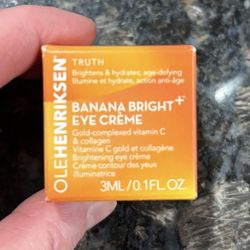 OLEHENRIKSEN®
TRUTH
Brightens & hydrates, age-defying
Illumine et hydrate, action anti-âge
BANANA BRIGHT+
EYE CRÈME
Gold-complexed vitamin C
& collagen
Vitamine C gold et collagène
Brightening eye crème
Crème contour des yeux
illuminatrice
3ML / 0.1FL.OZ.